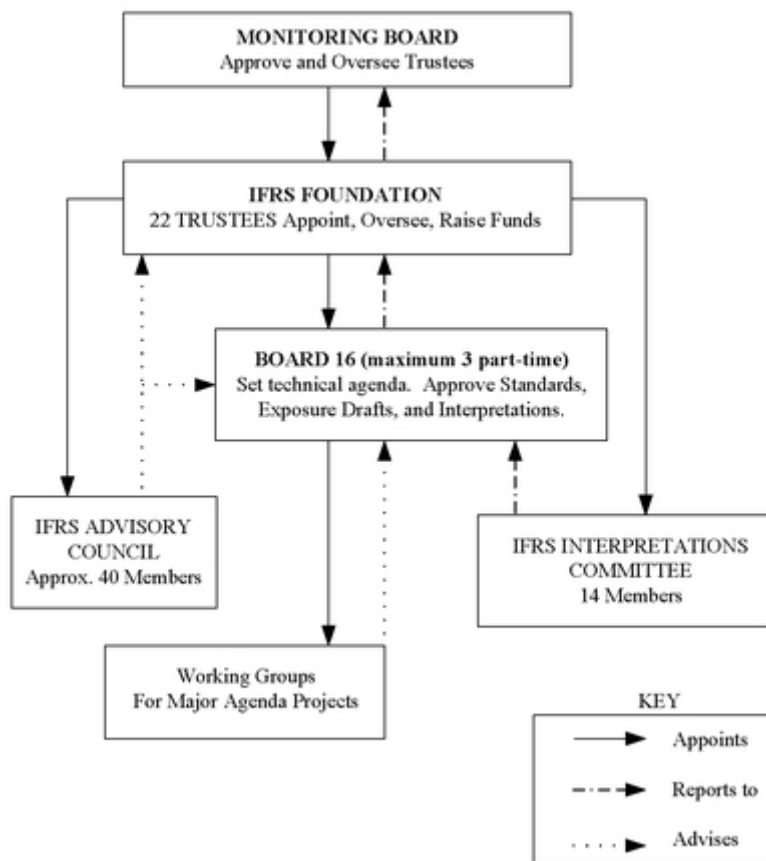 MONITORING BOARD
Approve and Oversee Trustees
IFRS FOUNDATION
22 TRUSTEES Appoint, Oversee, Raise Funds
BOARD 16 (maximum 3 part-time)
Set technical agenda. Approve Standards,
Exposure Drafts, and Interpretations.
IFRS ADVISORY
COUNCIL
Approx. 40 Members
IFRS INTERPRETATIONS
COMMITTEE
14 Members
Working Groups
For Major Agenda Projects
KEY
Appoints
Reports to
Advises